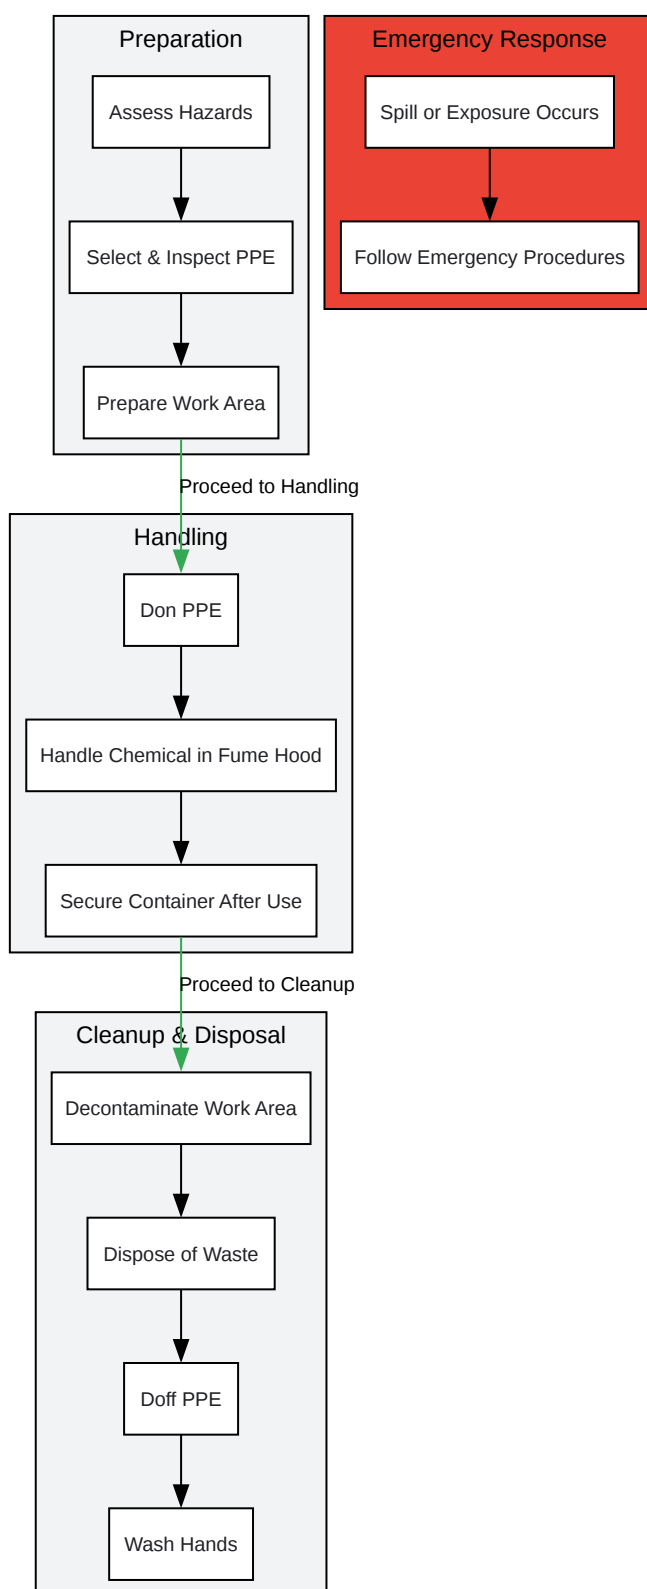 Preparation
Assess Hazards
Select & Inspect PPE
Prepare Work Area
Emergency Response
Spill or Exposure Occurs
Follow Emergency Procedures
Proceed to Handling
Handling
Don PPE
Handle Chemical in Fume Hood
Secure Container After Use
Proceed to Cleanup
Cleanup & Disposal
Decontaminate Work Area
Dispose of Waste
Doff PPE
Wash Hands